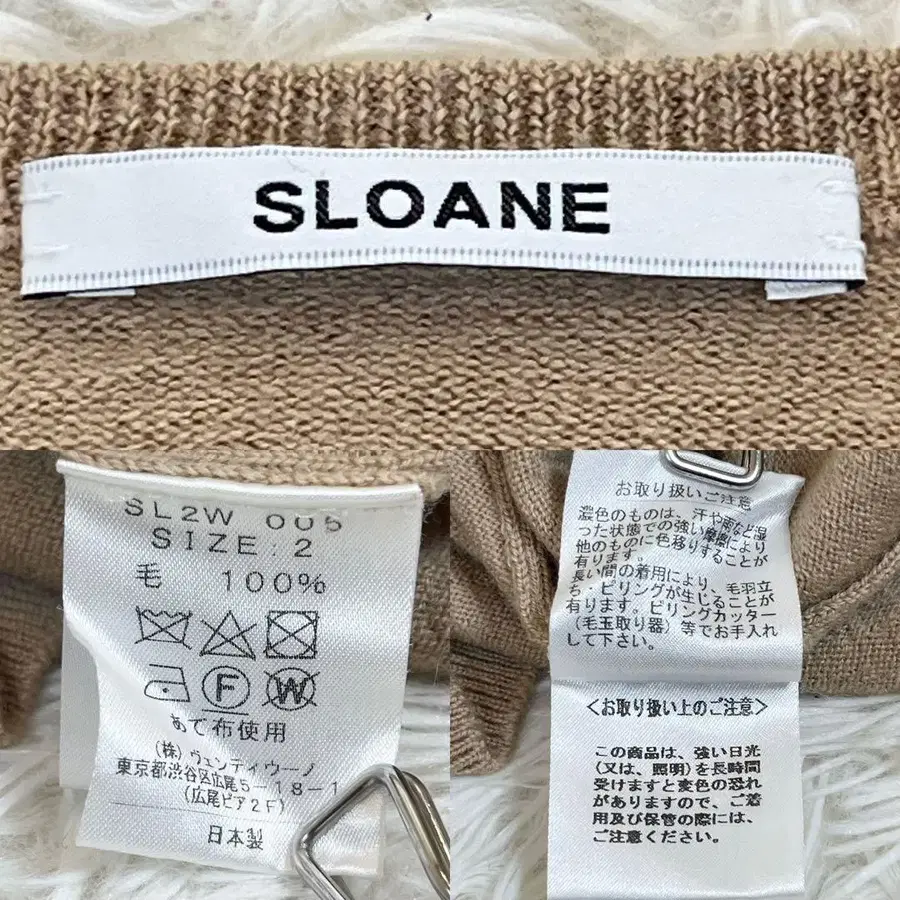 SLOANE
SL2W 005
SIZE:2
毛 100%
F W
あて布使用
(株)ヴェンティウーノ
東京都渋谷区広尾5-18-1
(広尾ピア2F)
日本製
お取り扱いご注意
濃色のものは、汗や雨など湿
った状態での強い摩擦により
他のものに色移りすることが
有ります。
長い間の着用により、毛羽立
ち・ピリングが生じることが
有ります。ピリングカッター
(毛玉取り器)等でお手入れ
して下さい。
<お取り扱い上のご注意>
この商品は、強い日光
(又は、照明)を長時間
受けますと変色の恐れ
がありますので、ご着
用及び保管の際には、
ご注意ください。